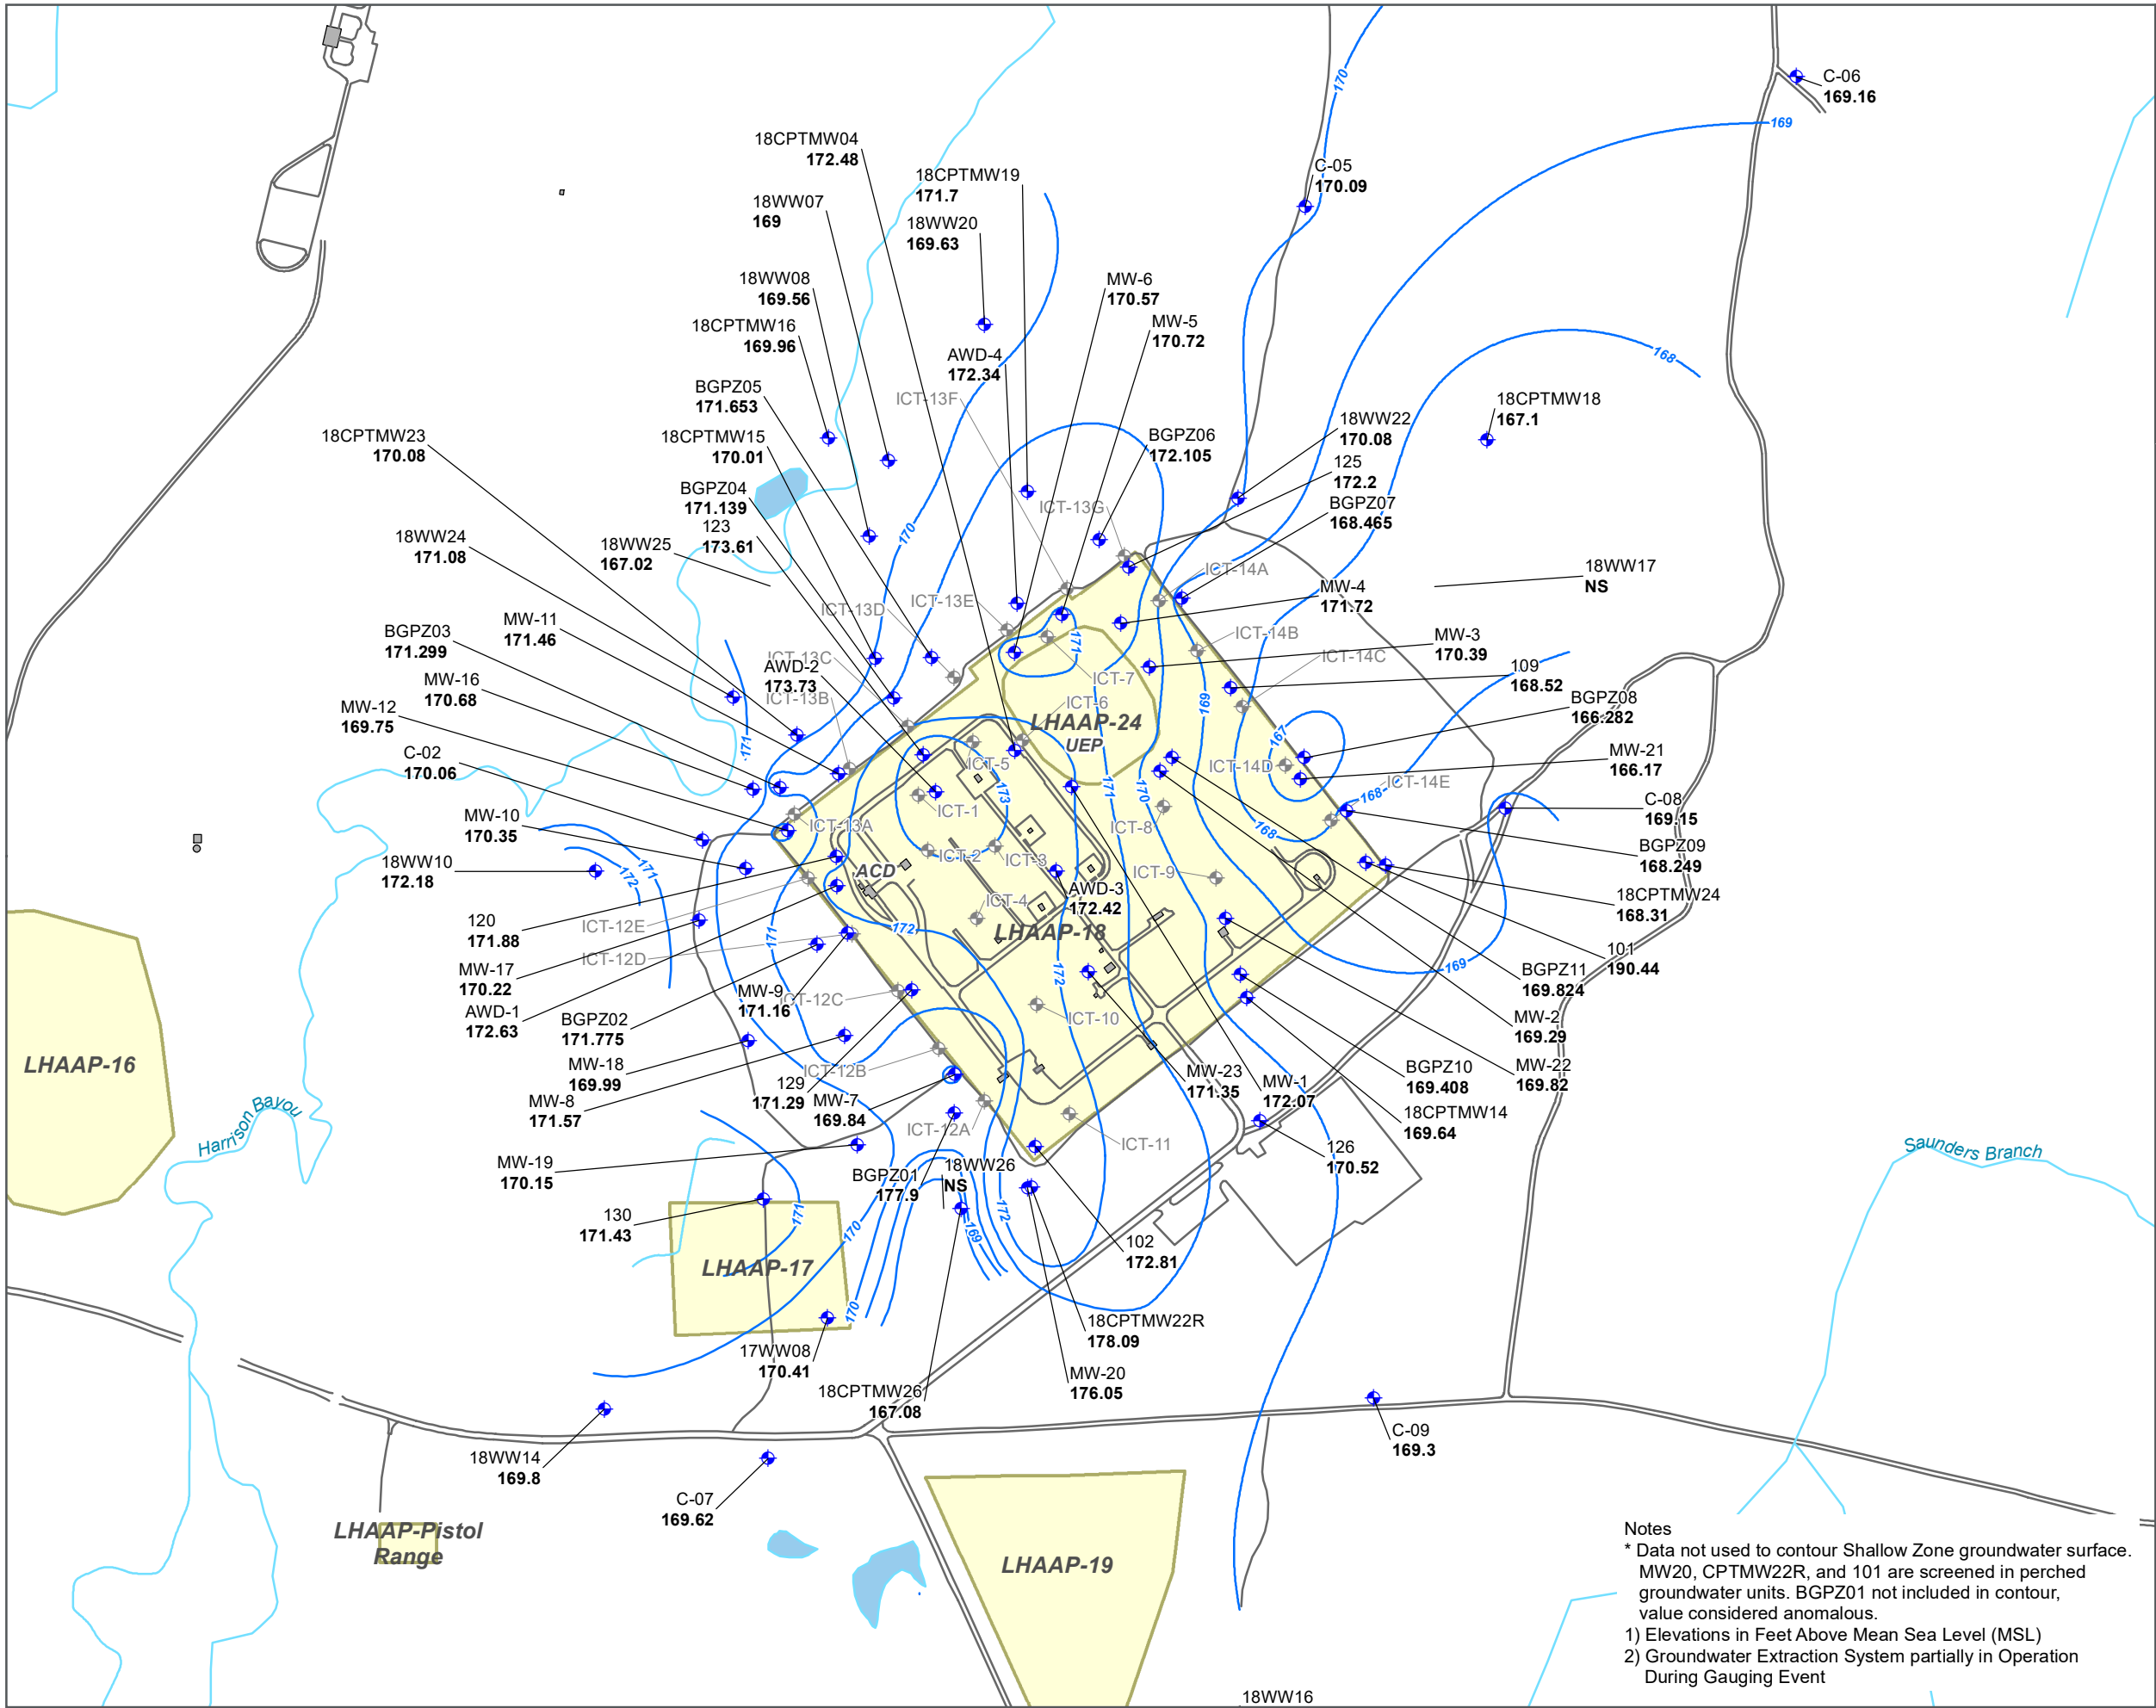 C-06
169.16
169
170
18CPTMW04
172.48
C-05
170.09
18CPTMW19
171.7
18WW07
169
18WW20
169.63
18WW08
169.56
MW-6
170.57
18CPTMW16
169.96
MW-5
170.72
AWD-4
172.34
168
BGPZ05
171.653
ICT-13F
18CPTMW18
167.1
18WW22
170.08
18CPTMW23
170.08
18CPTMW15
170.01
BGPZ06
172.105
125
172.2
BGPZ04
171.139
ICT-13G
BGPZ07
168.465
123
173.61
170
18WW24
171.08
18WW25
167.02
ICT-14A
18WW17
NS
MW-4
171.72
ICT-13E
ICT-13D
MW-11
171.46
BGPZ03
171.299
171
ICT-14B
MW-3
170.39
ICT-13C
ICT-14C
AWD-2
173.73
109
168.52
MW-16
170.68
ICT-7
ICT-13B
ICT-6
169
BGPZ08
166.282
MW-12
169.75
LHAAP-24
UEP
167
171
C-02
170.06
ICT-5
ICT-14D
MW-21
166.17
ICT-14E
173
171
170
168
C-08
169.15
MW-10
170.35
ICT-1
ICT-13A
ICT-8
168
BGPZ09
168.249
18WW10
172.18
172
171
ACD
ICT-2
ICT-3
ICT-9
AWD-3
172.42
18CPTMW24
168.31
120
171.88
ICT-12E
ICT-4
172
LHAAP-18
171
101
190.44
MW-17
170.22
ICT-12D
172
169
BGPZ11
169.824
MW-9
171.16
ICT-12C
AWD-1
172.63
BGPZ02
171.775
ICT-10
MW-2
169.29
LHAAP-16
MW-18
169.99
ICT-12B
129
171.29
MW-23
171.35
MW-1
172.07
BGPZ10
169.408
MW-22
169.82
MW-8
171.57
MW-7
169.84
18CPTMW14
169.64
Harrison Bayou
ICT-12A
ICT-11
126
170.52
Saunders Branch
MW-19
170.15
BGPZ01
177.9
18WW26
NS
130
171.43
171
170
172
169
102
172.81
LHAAP-17
170
18CPTMW22R
178.09
17WW08
170.41
MW-20
176.05
18CPTMW26
167.08
C-09
169.3
18WW14
169.8
C-07
169.62
LHAAP-Pistol
Range
LHAAP-19
Notes
* Data not used to contour Shallow Zone groundwater surface.
MW20, CPTMW22R, and 101 are screened in perched
groundwater units. BGPZ01 not included in contour,
value considered anomalous.
1) Elevations in Feet Above Mean Sea Level (MSL)
2) Groundwater Extraction System partially in Operation
During Gauging Event
18WW16